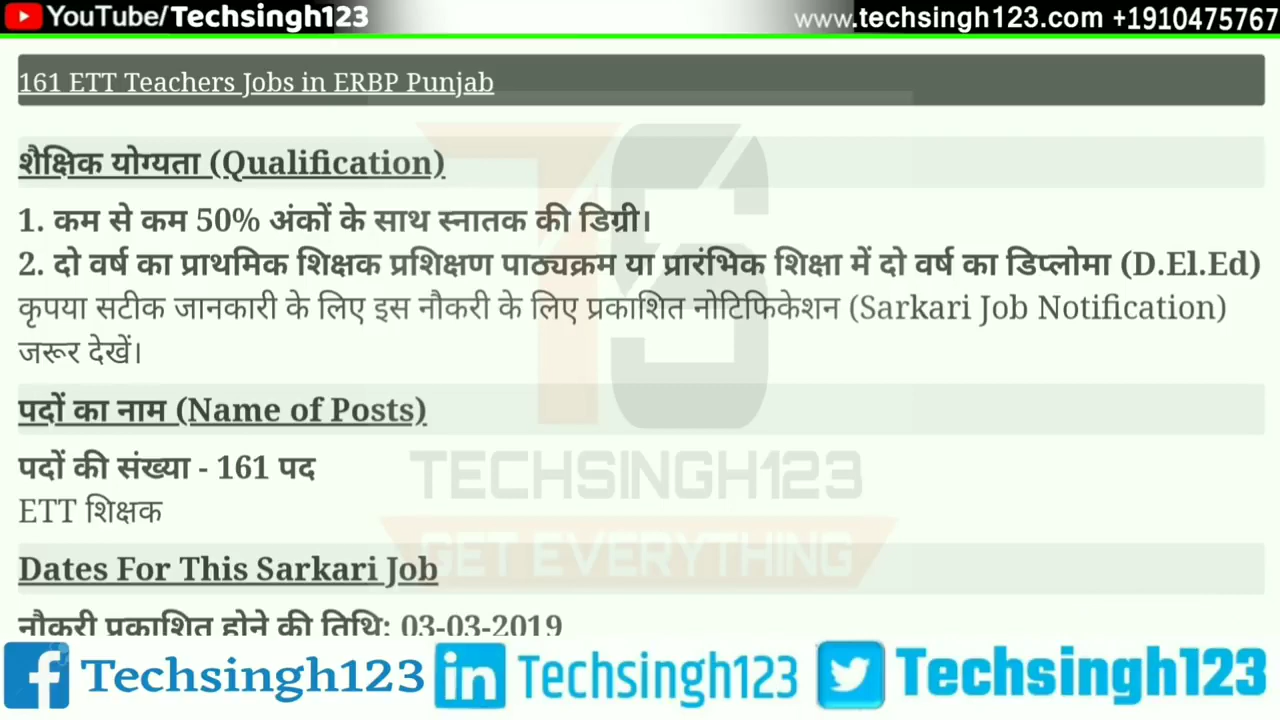 YouTube/Techsingh123
www.techsingh123.com +1910475767
161 ETT Teachers Jobs in ERBP Punjab
शैक्षिक योग्यता (Qualification)
1. कम से कम 50% अंकों के साथ स्नातक की डिग्री।
2. दो वर्ष का प्राथमिक शिक्षक प्रशिक्षण पाठ्यक्रम या प्रारंभिक शिक्षा में दो वर्ष का डिप्लोमा (D.El.Ed)
कृपया सटीक जानकारी के लिए इस नौकरी के लिए प्रकाशित नोटिफिकेशन (Sarkari Job Notification)
जरूर देखें।
पदों का नाम (Name of Posts)
पदों की संख्या - 161 पद
TECHSINGH123
ETT शिक्षक
GET EVERYTHING
Dates For This Sarkari Job
नौकरी प्रकाशित होने की तिथि: 03-03-2019
Techsingh123
Techsingh123
Techsingh123